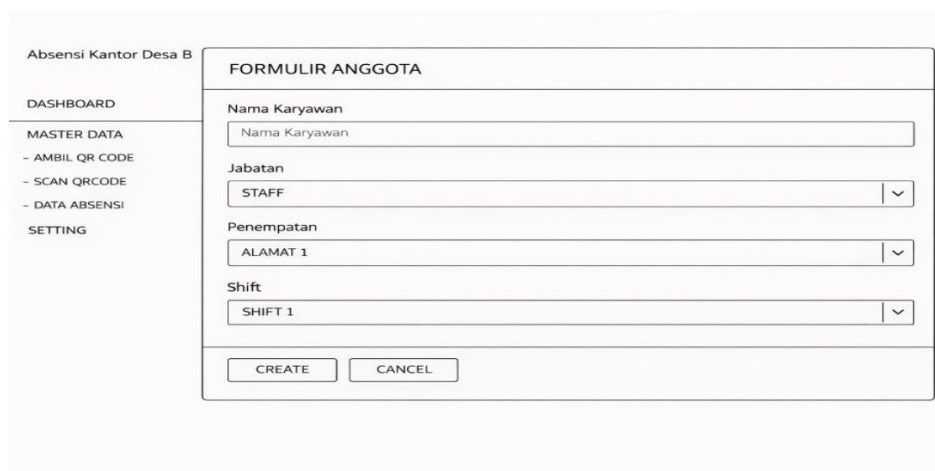 Absensi Kantor Desa B
DASHBOARD
MASTER DATA
- AMBIL QR CODE
- SCAN QRCODE
- DATA ABSENSI
SETTING
FORMULIR ANGGOTA
Nama Karyawan
Nama Karyawan
Jabatan
STAFF
Penempatan
ALAMAT 1
Shift
SHIFT 1
CREATE CANCEL